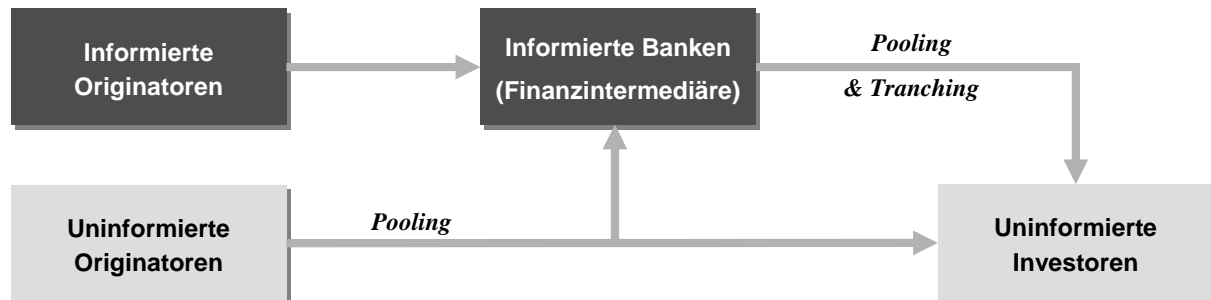 Informierte
Originatoren
Informierte Banken
(Finanzintermediäre)
Pooling
& Tranching
Uninformierte
Originatoren
Pooling
Uninformierte
Investoren